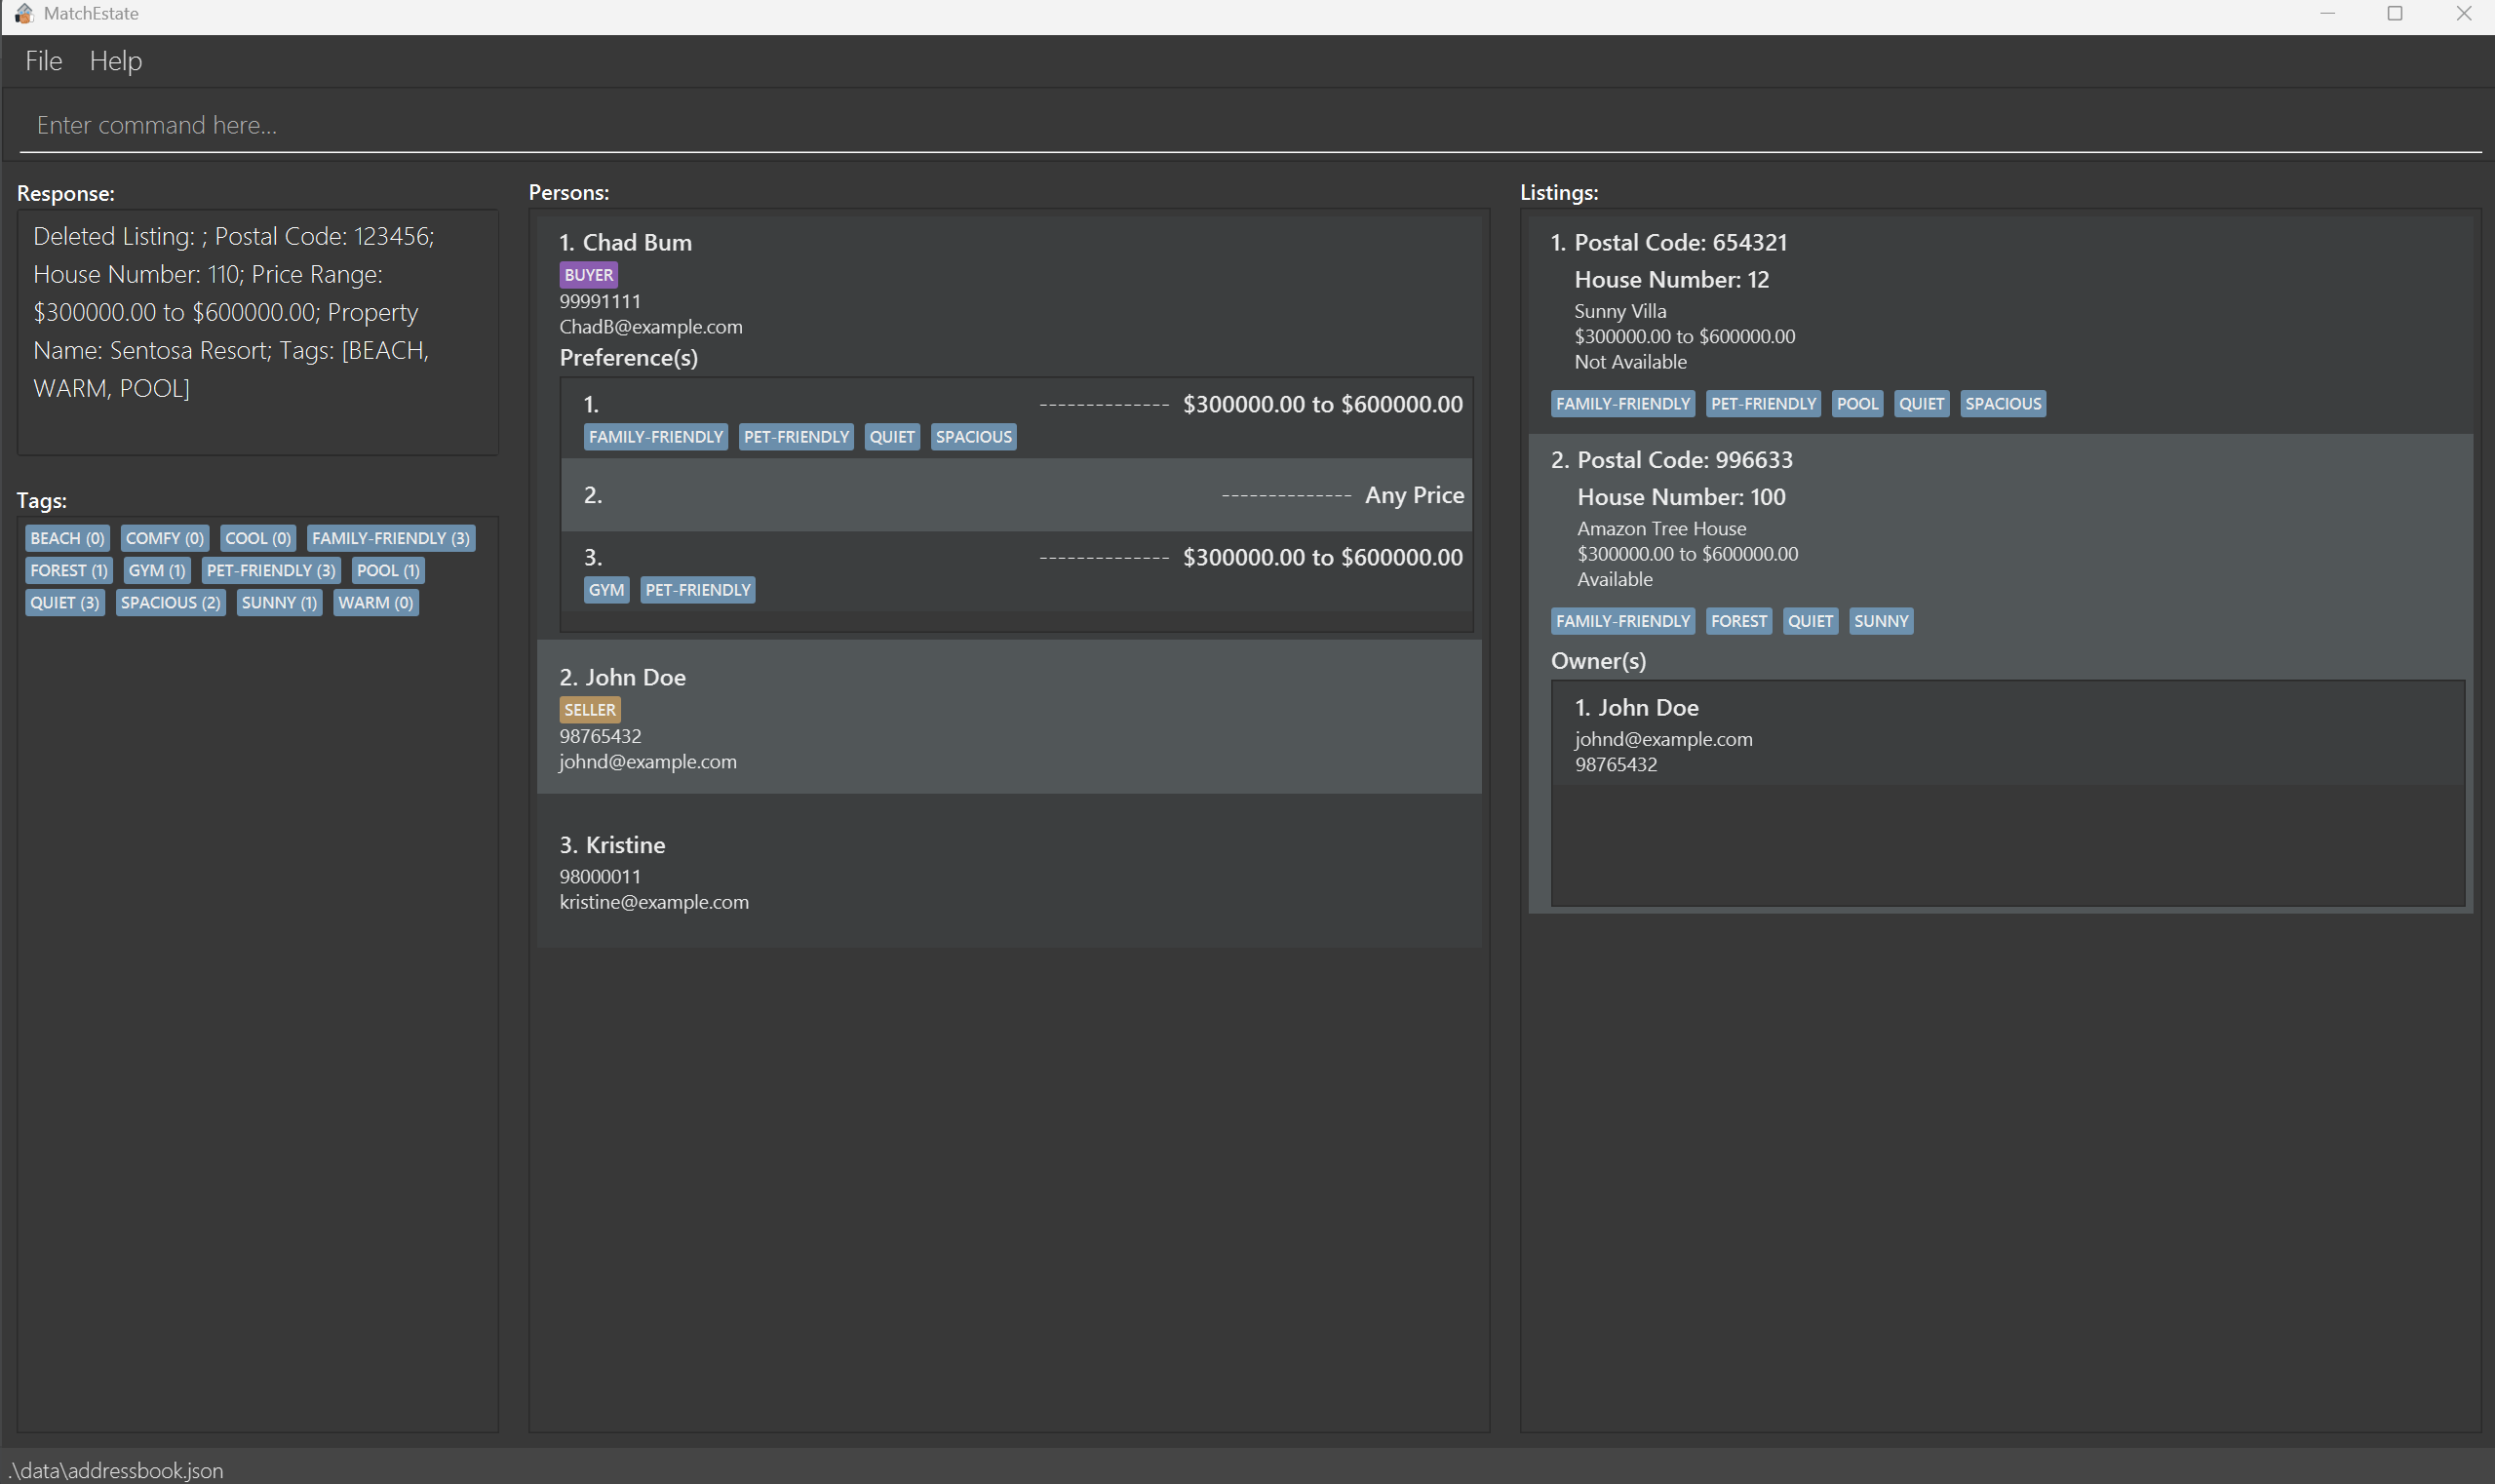 MatchEstate
File Help
Enter command here...
Response:
Deleted Listing: ; Postal Code: 123456;
House Number: 110; Price Range:
$300000.00 to $600000.00; Property
Name: Sentosa Resort; Tags: [BEACH,
WARM, POOL]
Tags:
BEACH (0) COMFY (0) COOL (0) FAMILY-FRIENDLY (3)
FOREST (1) GYM (1) PET-FRIENDLY (3) POOL (1)
QUIET (3) SPACIOUS (2) SUNNY (1) WARM (0)
Persons:
1. Chad Bum
BUYER
99991111
ChadB@example.com
Preference(s)
1. -------------- $300000.00 to $600000.00
FAMILY-FRIENDLY PET-FRIENDLY QUIET SPACIOUS
2. -------------- Any Price
3. -------------- $300000.00 to $600000.00
GYM PET-FRIENDLY
2. John Doe
SELLER
98765432
johnd@example.com
3. Kristine
98000011
kristine@example.com
Listings:
1. Postal Code: 654321
House Number: 12
Sunny Villa
$300000.00 to $600000.00
Not Available
FAMILY-FRIENDLY PET-FRIENDLY POOL QUIET SPACIOUS
2. Postal Code: 996633
House Number: 100
Amazon Tree House
$300000.00 to $600000.00
Available
FAMILY-FRIENDLY FOREST QUIET SUNNY
Owner(s)
1. John Doe
johnd@example.com
98765432
.\data\addressbook.json